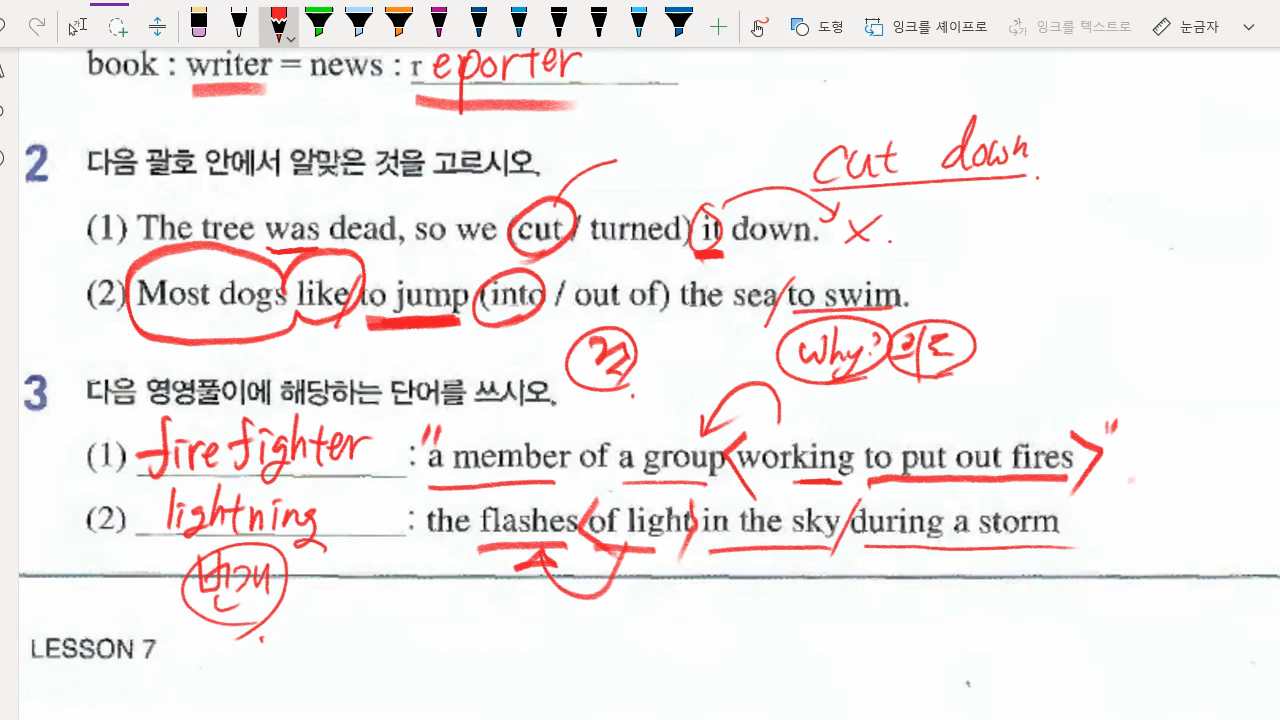 도형 잉크를 셰이프로 잉크를 텍스트로 눈금자
book : writer = news : reporter
2 다음 괄호 안에서 알맞은 것을 고르시오.
cut down.
(1) The tree was dead, so we (cut / turned) it down. X.
(2) Most dogs like to jump (into / out of) the sea to swim.
Why? 의도
3 다음 영영풀이에 해당하는 단어를 쓰시오.
(1) fire fighter : "a member of a group <working to put out fires>"
(2) lightning : the flashes <of light> in the sky / during a storm
번개
LESSON 7